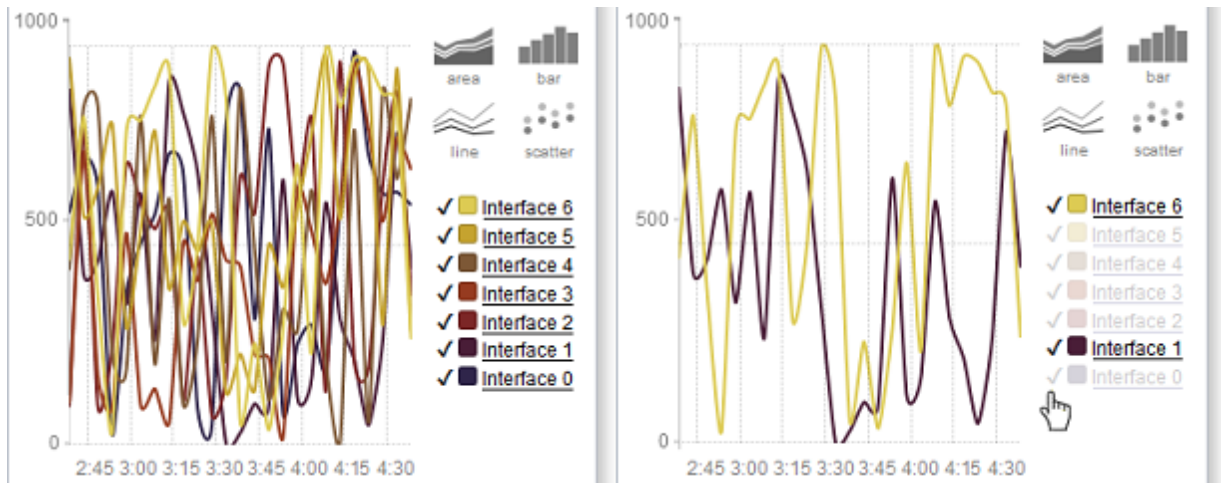 1000
500
0
2:45 3:00 3:15 3:30 3:45 4:00 4:15 4:30
area bar
line scatter
✓ Interface 6
✓ Interface 5
✓ Interface 4
✓ Interface 3
✓ Interface 2
✓ Interface 1
✓ Interface 0
1000
500
0
2:45 3:00 3:15 3:30 3:45 4:00 4:15 4:30
area bar
line scatter
✓ Interface 6
✓ Interface 5
✓ Interface 4
✓ Interface 3
✓ Interface 2
✓ Interface 1
✓ Interface 0